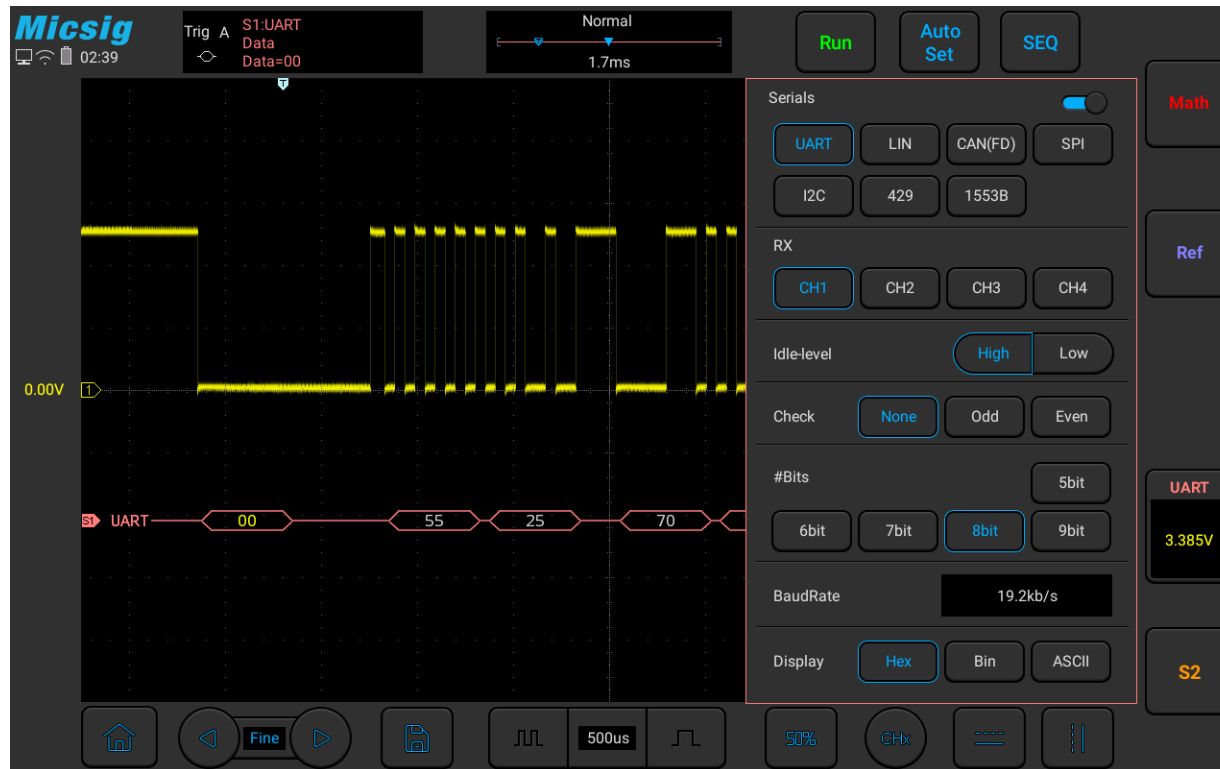 Micsig
02:39
Trig A S1:UART
Data
Data=00
Normal
1.7ms
Run
Auto
Set
SEQ
T
Serials
UART LIN CAN(FD) SPI
I2C 429 1553B
RX
CH1 CH2 CH3 CH4
Idle-level High Low
Check None Odd Even
#Bits 5bit
6bit 7bit 8bit 9bit
BaudRate 19.2kb/s
Display Hex Bin ASCII
0.00V 1
S1 UART 00 55 25 70
Math
Ref
UART
3.385V
S2
Fine
500us
50%
CHx